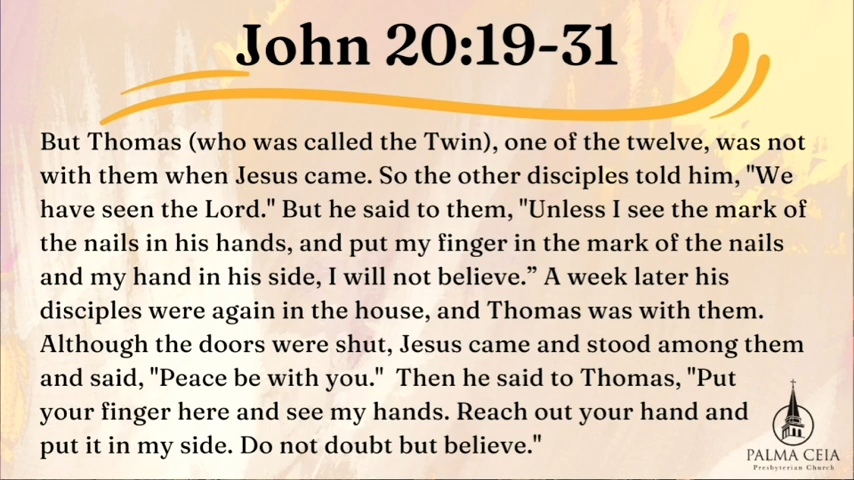 John 20:19-31
But Thomas (who was called the Twin), one of the twelve, was not
with them when Jesus came. So the other disciples told him, "We
have seen the Lord." But he said to them, "Unless I see the mark of
the nails in his hands, and put my finger in the mark of the nails
and my hand in his side, I will not believe.” A week later his
disciples were again in the house, and Thomas was with them.
Although the doors were shut, Jesus came and stood among them
and said, "Peace be with you."  Then he said to Thomas, "Put
your finger here and see my hands. Reach out your hand and
put it in my side. Do not doubt but believe."
PALMA CEIA
Presbyterian Church